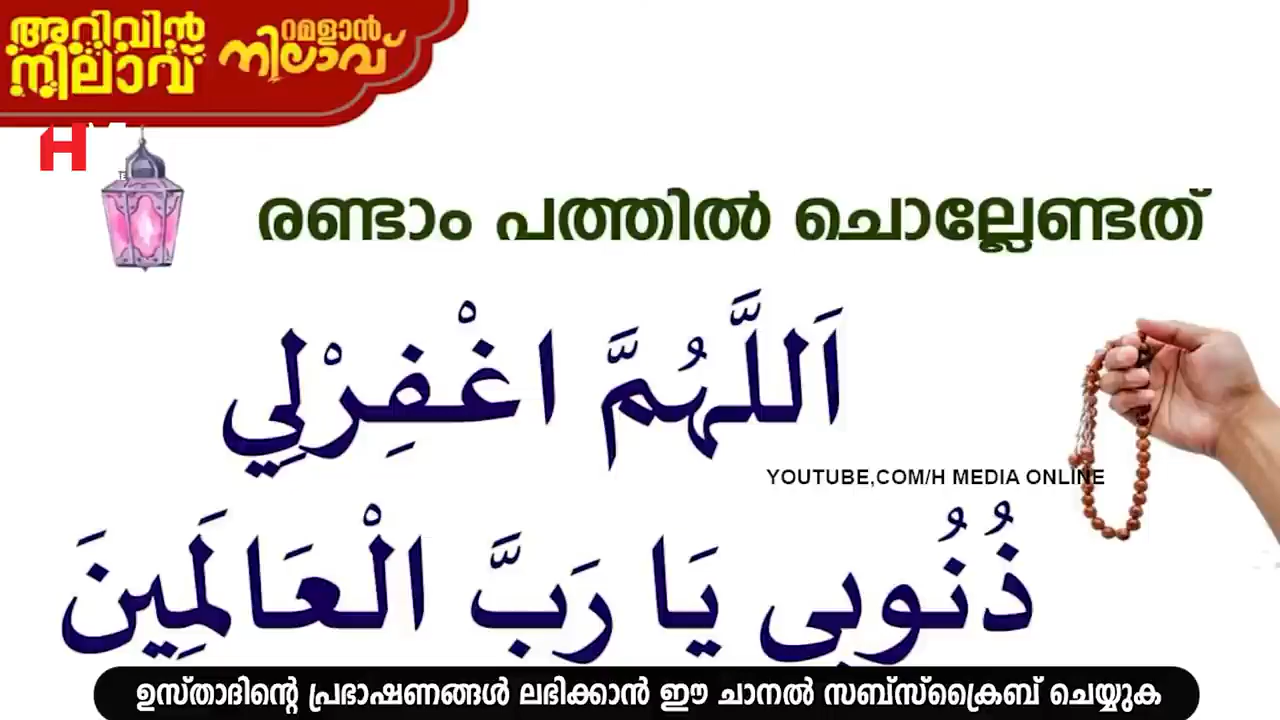 അറിവിൻ
നിലാവ്
റമളാൻ
നിലാവ്
H
രണ്ടാം പത്തിൽ ചൊല്ലേണ്ടത്
اَللَّهُمَّ اغْفِرْلِي
YOUTUBE,COM/H MEDIA ONLINE
ذُنُوبِي يَا رَبَّ الْعَالَمِينَ
ഉസ്താദിന്റെ പ്രഭാഷണങ്ങൾ ലഭിക്കാൻ ഈ ചാനൽ സബ്സ്ക്രൈബ് ചെയ്യുക